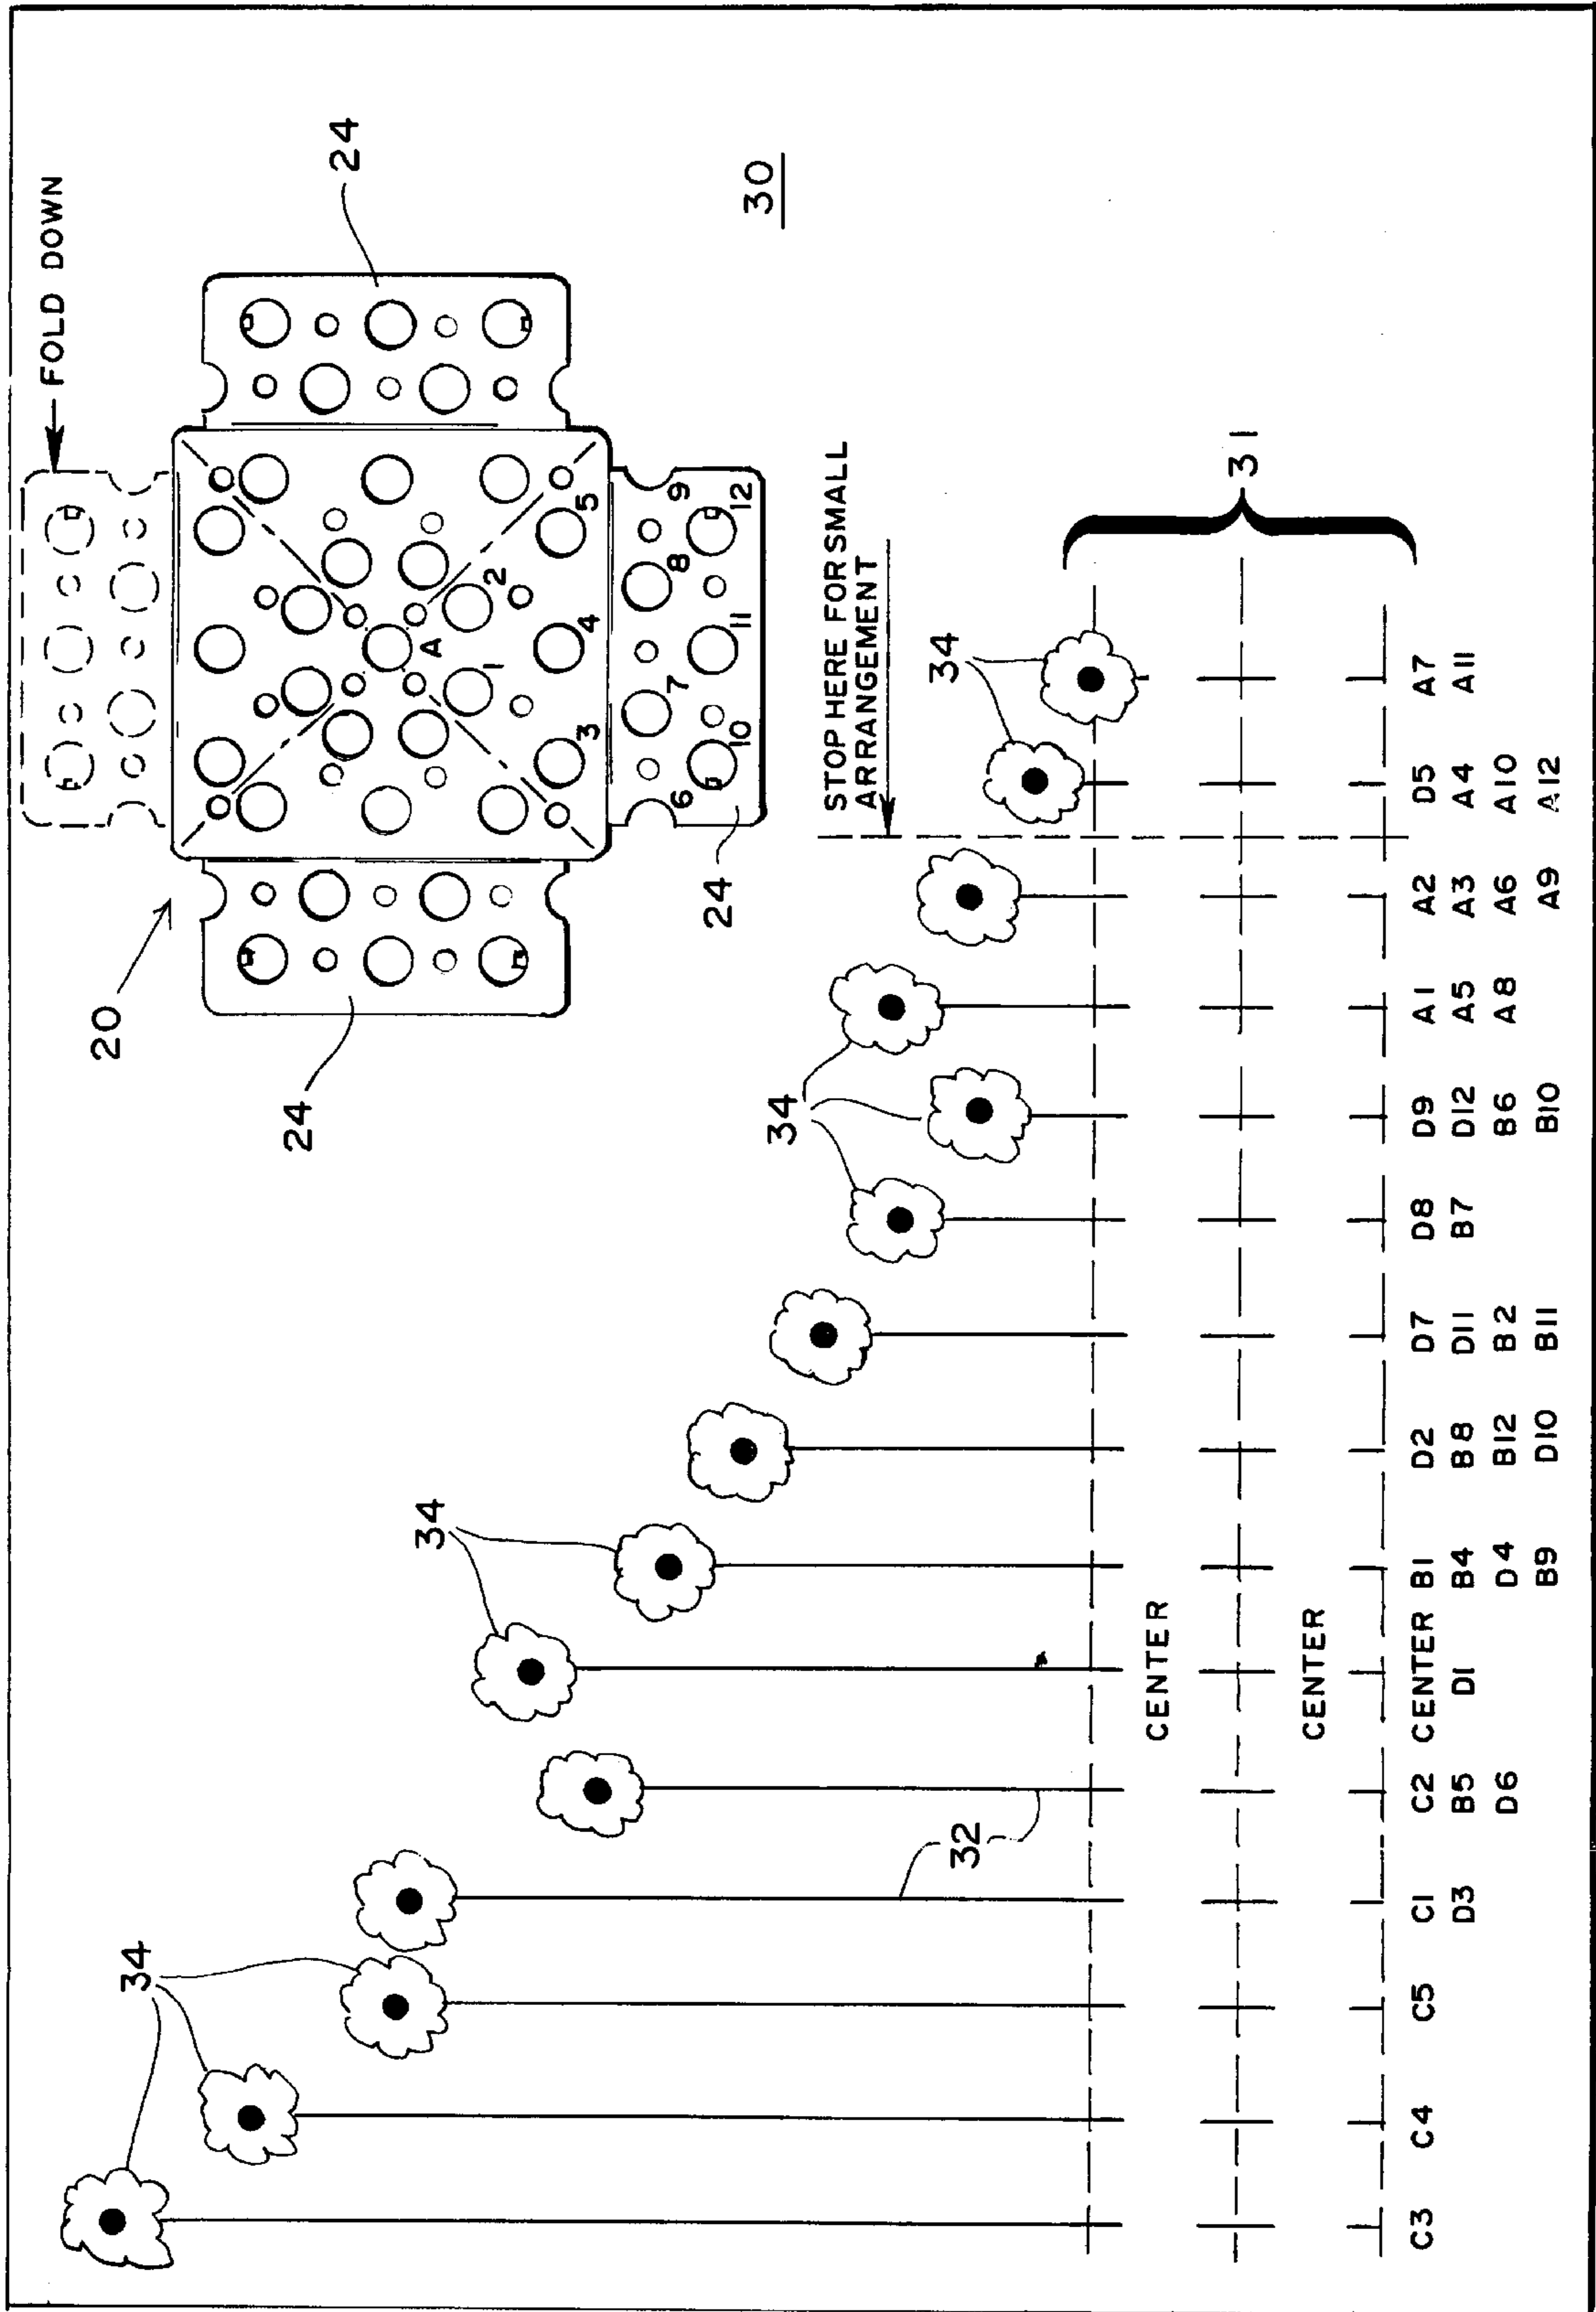 FOLD DOWN
24
30
20
24
24
A
1
2
3
4
5
6
7
8
9
10
11
12
STOP HERE FOR SMALL
ARRANGEMENT
34
34
34
34
32
31
CENTER
CENTER
C3
C4
C5
C1
D3
C2
B5
D6
CENTER
D1
B1
B4
D4
B9
D2
B8
B12
D10
D7
D11
B2
B11
D8
B7
D9
D12
B6
B10
A1
A5
A8
A2
A3
A6
A9
D5
A4
A10
A12
A7
A11